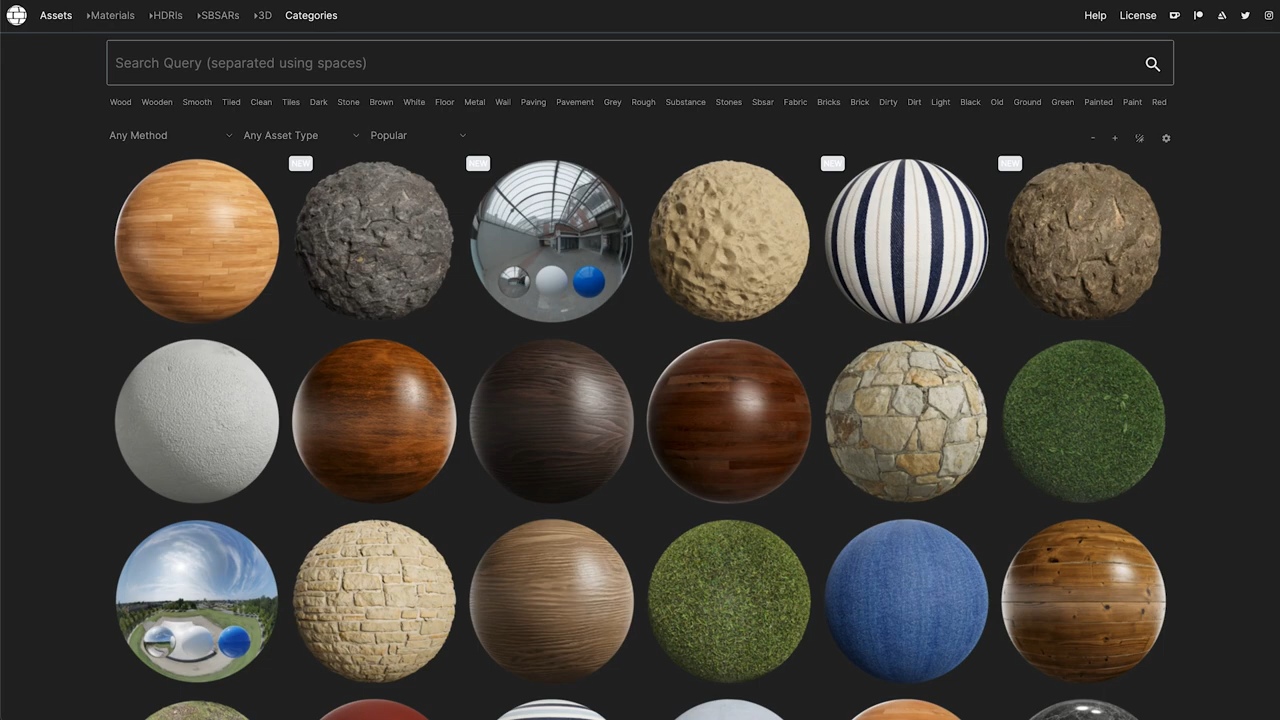 Assets Materials HDRIs SBSARs 3D Categories Help License
Search Query (separated using spaces)
Wood Wooden Smooth Tiled Clean Tiles Dark Stone Brown White Floor Metal Wall Paving Pavement Grey Rough Substance Stones Sbsar Fabric Bricks Brick Dirty Dirt Light Black Old Ground Green Painted Paint Red
Any Method Any Asset Type Popular - +
NEW NEW NEW NEW